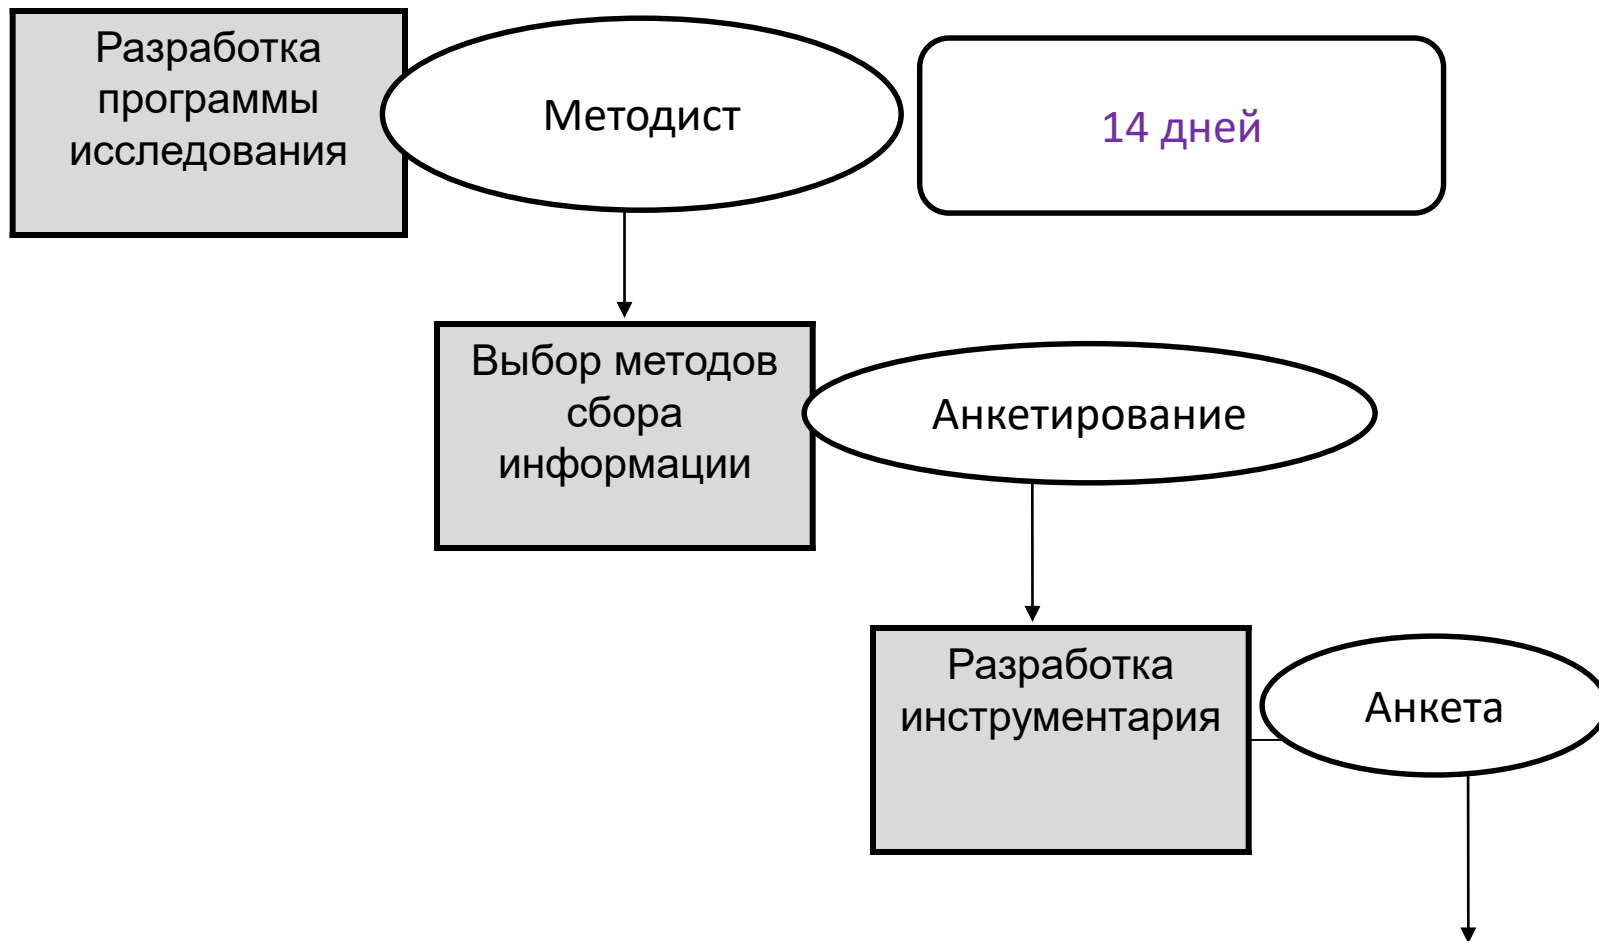 Разработка
программы
исследования
Методист
14 дней
Выбор методов
сбора
информации
Анкетирование
Разработка
инструментария
Анкета